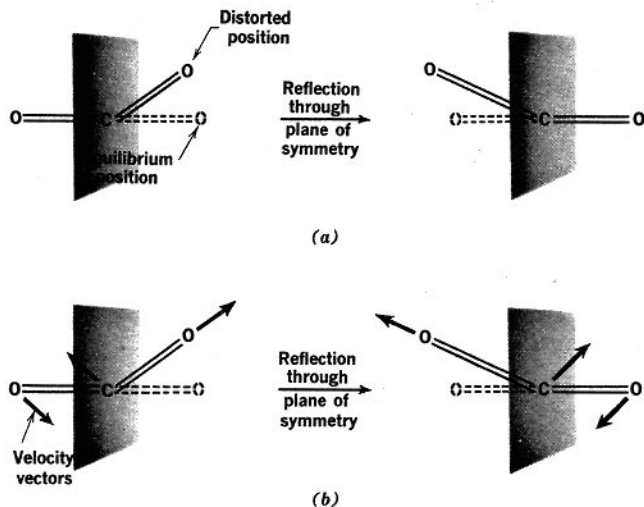 Distorted
position
O
O C O
Equilibrium
position
Reflection
through
plane of
symmetry
O
O C O
(a)
O
O C O
Velocity
vectors
Reflection
through
plane of
symmetry
O
O C O
(b)